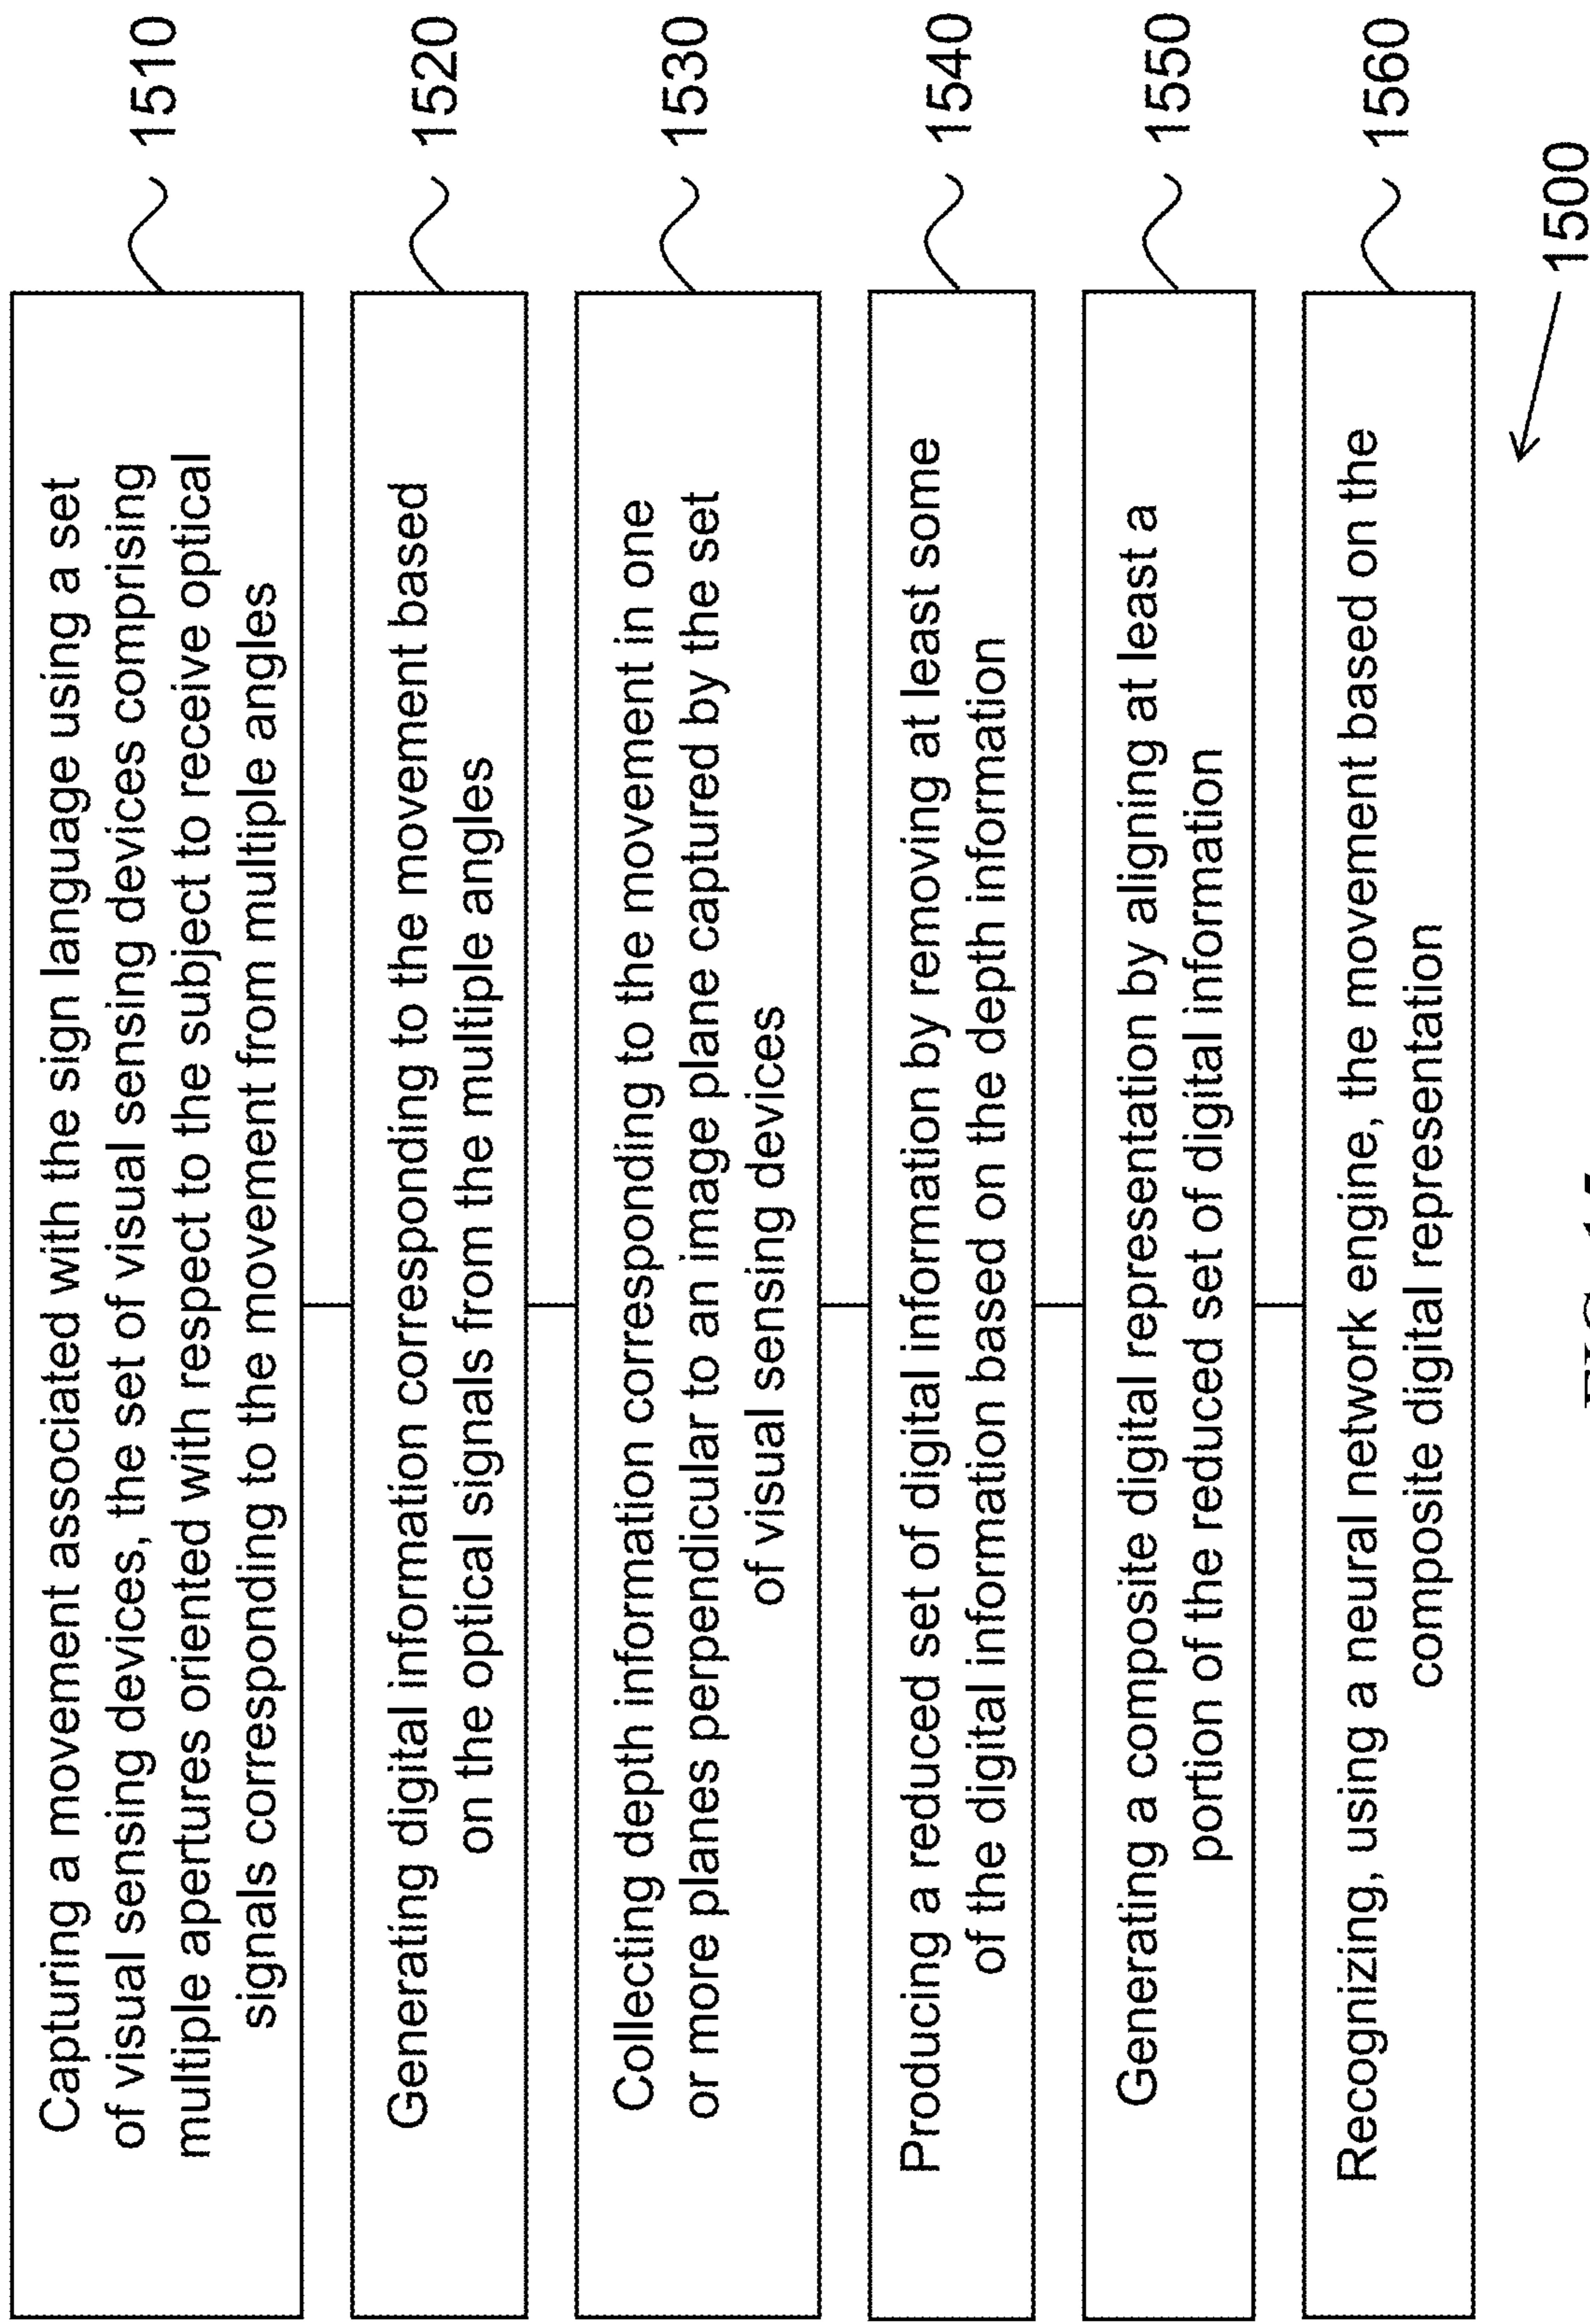 Capturing a movement associated with the sign language using a set
of visual sensing devices, the set of visual sensing devices comprising
multiple apertures oriented with respect to the subject to receive optical
signals corresponding to the movement from multiple angles
1510
Generating digital information corresponding to the movement based
on the optical signals from the multiple angles
1520
Collecting depth information corresponding to the movement in one
or more planes perpendicular to an image plane captured by the set
of visual sensing devices
1530
Producing a reduced set of digital information by removing at least some
of the digital information based on the depth information
1540
Generating a composite digital representation by aligning at least a
portion of the reduced set of digital information
1550
Recognizing, using a neural network engine, the movement based on the
composite digital representation
1560
1500